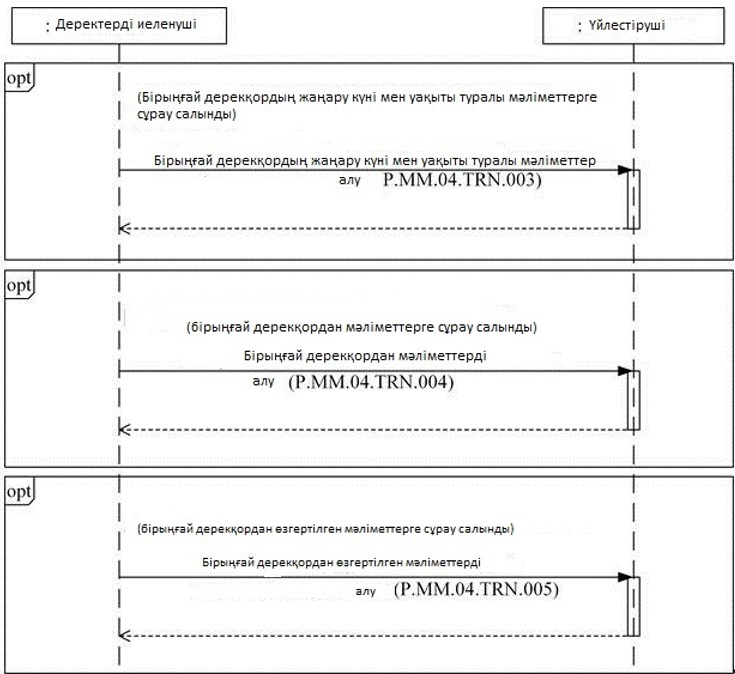 : Деректерді иеленуші
: Үйлестіруші
opt
(Бірыңғай дерекқордың жаңару күні мен уақыты туралы мәліметтерге
сұрау салынды)
Бірыңғай дерекқордың жаңару күні мен уақыты туралы мәліметтер
алу P.MM.04.TRN.003)
opt
(бірыңғай дерекқордан мәліметтерге сұрау салынды)
Бірыңғай дерекқордан мәліметтерді
алу (P.MM.04.TRN.004)
opt
(бірыңғай дерекқордан өзгертілген мәліметтерге сұрау салынды)
Бірыңғай дерекқордан өзгертілген мәліметтерді
алу (P.MM.04.TRN.005)